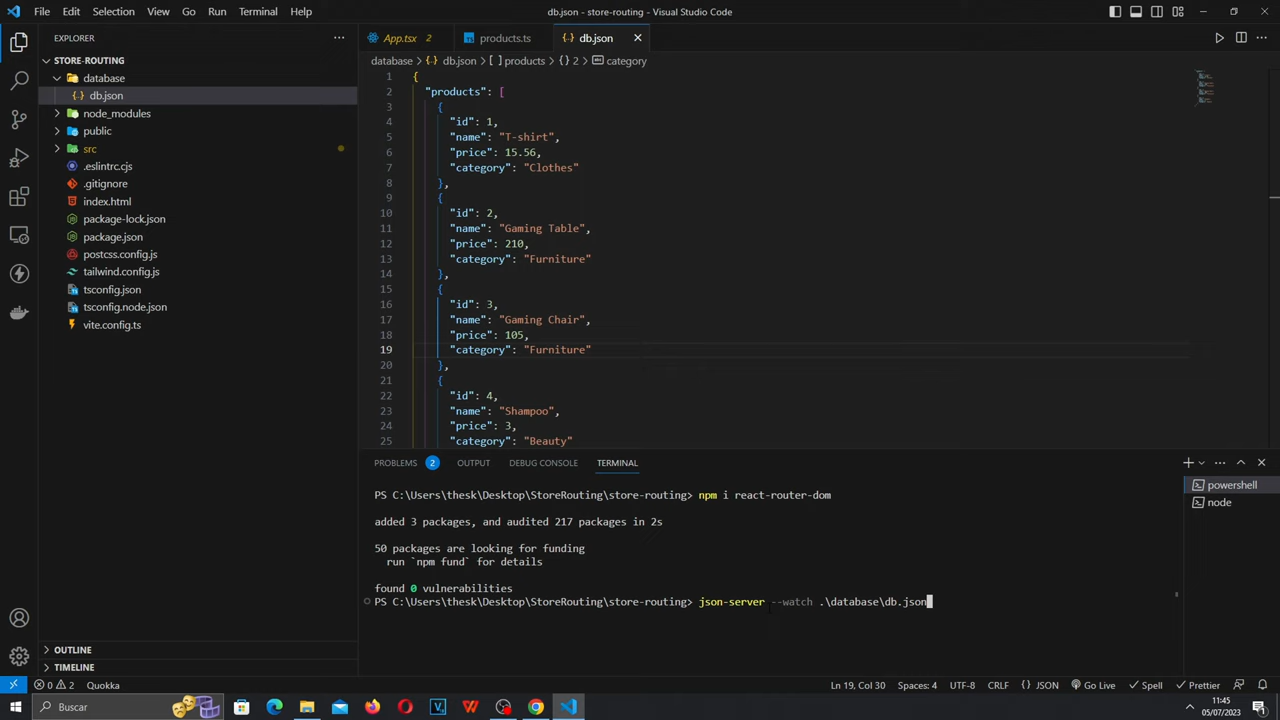 File Edit Selection View Go Run Terminal Help
db.json - store-routing - Visual Studio Code
EXPLORER
STORE-ROUTING
database
db.json
node_modules
public
src
.eslintrc.cjs
.gitignore
index.html
package-lock.json
package.json
postcss.config.js
tailwind.config.js
tsconfig.json
tsconfig.node.json
vite.config.ts
OUTLINE
TIMELINE
App.tsx 2 products.ts db.json
database db.json products 2 category
1 {
2 "products": [
3 {
4 "id": 1,
5 "name": "T-shirt",
6 "price": 15.56,
7 "category": "Clothes"
8 },
9 {
10 "id": 2,
11 "name": "Gaming Table",
12 "price": 210,
13 "category": "Furniture"
14 },
15 {
16 "id": 3,
17 "name": "Gaming Chair",
18 "price": 105,
19 "category": "Furniture"
20 },
21 {
22 "id": 4,
23 "name": "Shampoo",
24 "price": 3,
25 "category": "Beauty"
PROBLEMS 2 OUTPUT DEBUG CONSOLE TERMINAL
PS C:\Users\thesk\Desktop\StoreRouting\store-routing> npm i react-router-dom
added 3 packages, and audited 217 packages in 2s
50 packages are looking for funding
run `npm fund` for details
found 0 vulnerabilities
PS C:\Users\thesk\Desktop\StoreRouting\store-routing> json-server --watch .\database\db.json
powershell
node
0 2 Quokka
Ln 19, Col 30 Spaces: 4 UTF-8 CRLF {} JSON Go Live Spell Prettier
Buscar
11:45
05/07/2023